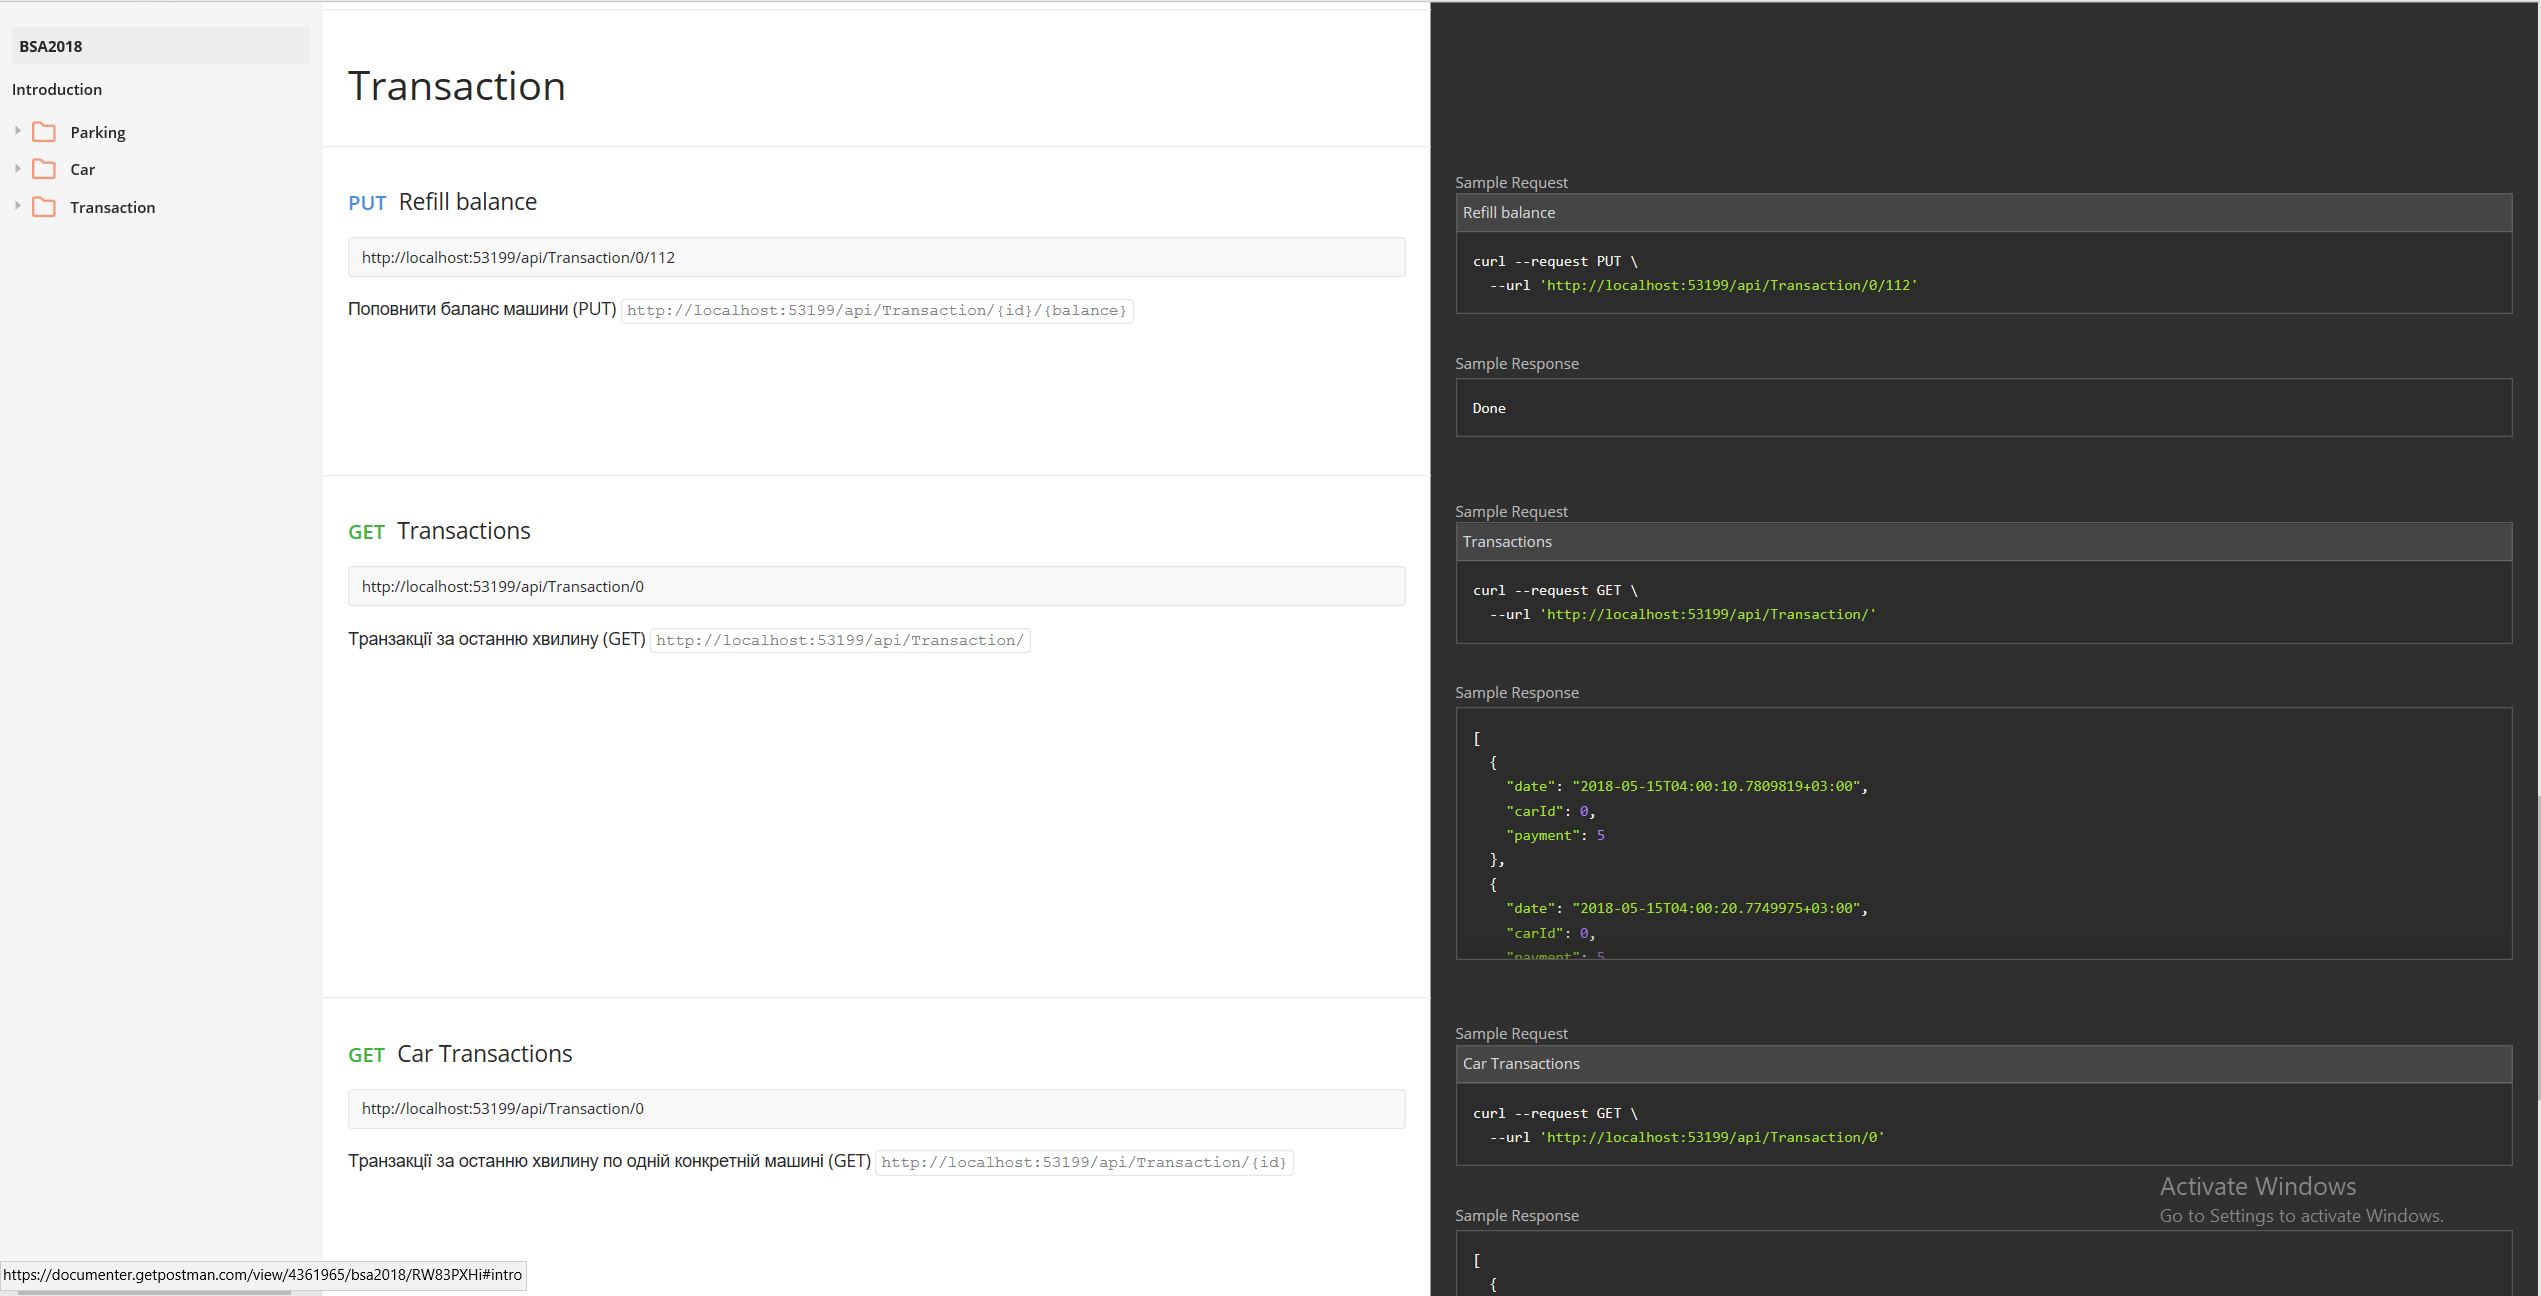 BSA2018
Introduction
Parking
Car
Transaction
Transaction
PUT Refill balance
http://localhost:53199/api/Transaction/0/112
Поповнити баланс машини (PUT) http://localhost:53199/api/Transaction/{id}/{balance}
GET Transactions
http://localhost:53199/api/Transaction/0
Транзакції за останню хвилину (GET) http://localhost:53199/api/Transaction/
GET Car Transactions
http://localhost:53199/api/Transaction/0
Транзакції за останню хвилину по одній конкретній машині (GET) http://localhost:53199/api/Transaction/{id}
Sample Request
Refill balance
curl --request PUT \
--url 'http://localhost:53199/api/Transaction/0/112'
Sample Response
Done
Sample Request
Transactions
curl --request GET \
--url 'http://localhost:53199/api/Transaction/'
Sample Response
[
{
"date": "2018-05-15T04:00:10.7809819+03:00",
"carId": 0,
"payment": 5
},
{
"date": "2018-05-15T04:00:20.7749975+03:00",
"carId": 0,
"payment": 5
Sample Request
Car Transactions
curl --request GET \
--url 'http://localhost:53199/api/Transaction/0'
Sample Response
[
{
Activate Windows
Go to Settings to activate Windows.
https://documenter.getpostman.com/view/4361965/bsa2018/RW83PXHi#intro